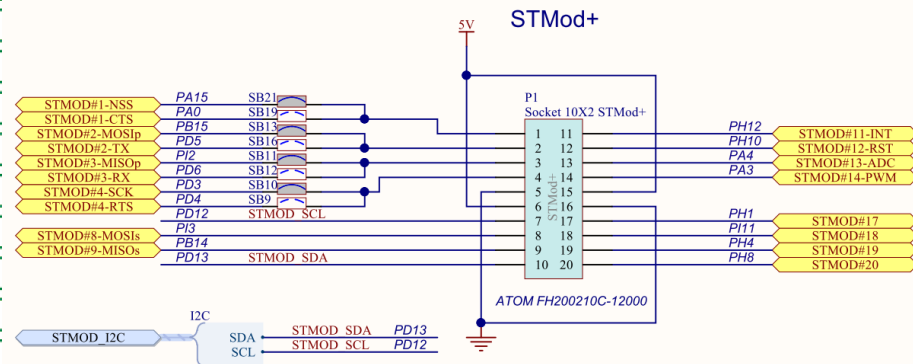 STMod+
5V
STMOD#1-NSS PA15 SB21
STMOD#1-CTS PA0 SB19
STMOD#2-MOSIp PB15 SB13
STMOD#2-TX PD5 SB16
STMOD#3-MISOp PI2 SB11
STMOD#3-RX PD6 SB12
STMOD#4-SCK PD3 SB10
STMOD#4-RTS PD4 SB9
PD12 STMOD_SCL
STMOD#8-MOSIs PI3
STMOD#9-MISOs PB14
PD13 STMOD_SDA
P1
Socket 10X2 STMod+
1 11
2 12
3 13
4 14
5 15
6 16
7 17
8 18
9 19
10 20
STMod+
PH12 STMOD#11-INT
PH10 STMOD#12-RST
PA4 STMOD#13-ADC
PA3 STMOD#14-PWM
PH1 STMOD#17
PI11 STMOD#18
PH4 STMOD#19
PH8 STMOD#20
ATOM FH200210C-12000
I2C
STMOD_I2C
SDA STMOD_SDA PD13
SCL STMOD_SCL PD12